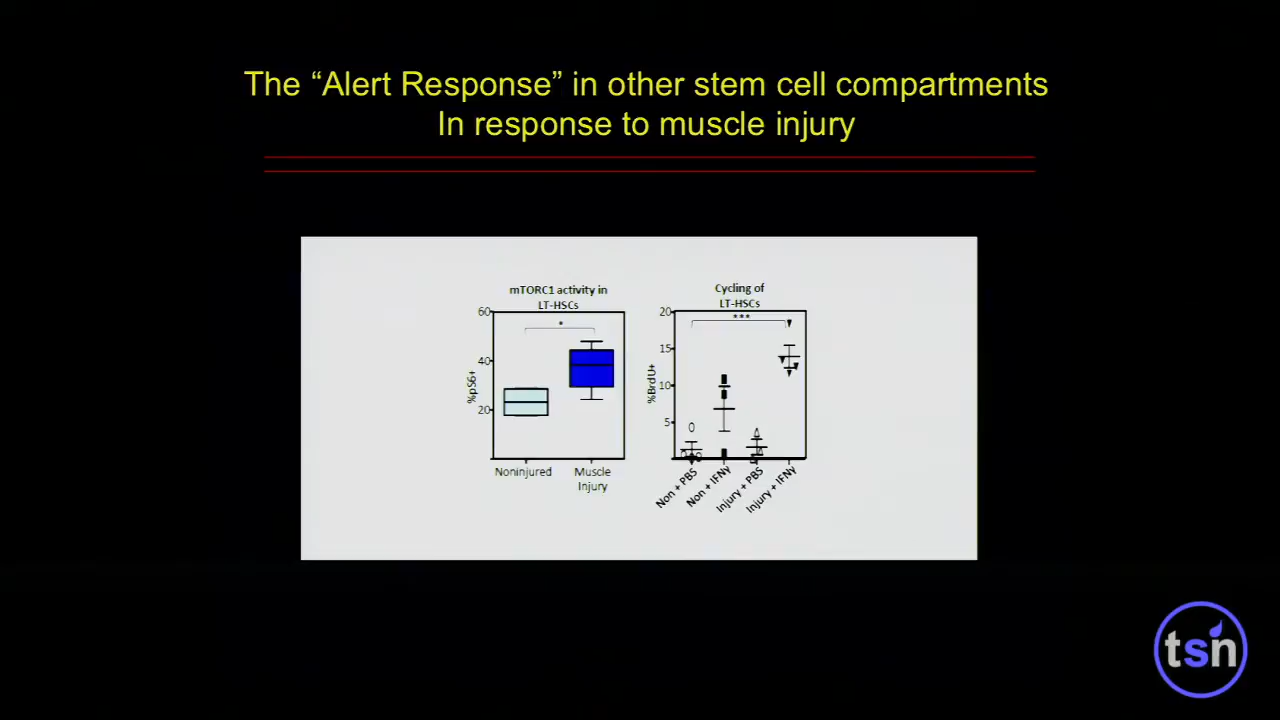 The “Alert Response” in other stem cell compartments
In response to muscle injury
mTORC1 activity in
LT-HSCs
60
40
20
%pS6+
*
Noninjured
Muscle
Injury
Cycling of
LT-HSCs
20
15
10
5
%BrdU+
***
Non + PBS
Non + IFNγ
Injury + PBS
Injury + IFNγ
tsn